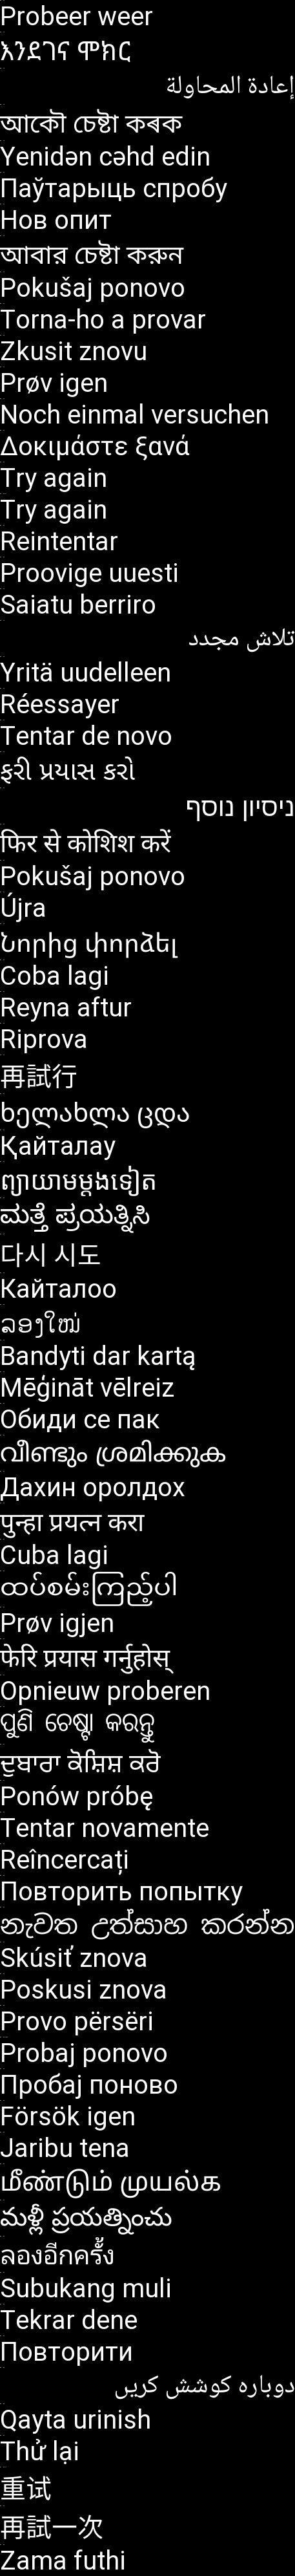 Probeer weer
እንደገና ሞክር
إعادة المحاولة
আকৌ চেষ্টা কৰক
Yenidən cəhd edin
Паўтарыць спробу
Нов опит
আবার চেষ্টা করুন
Pokušaj ponovo
Torna-ho a provar
Zkusit znovu
Prøv igen
Noch einmal versuchen
Δοκιμάστε ξανά
Try again
Try again
Reintentar
Proovige uuesti
Saiatu berriro
تلاش مجدد
Yritä uudelleen
Réessayer
Tentar de novo
ફરી પ્રયાસ કરો
ניסיון נוסף
फिर से कोशिश करें
Pokušaj ponovo
Újra
Նորից փորձել
Coba lagi
Reyna aftur
Riprova
再試行
ხელახლა ცდა
Қайталау
ព្យាយាម​ម្ដងទៀត
ಮತ್ತೆ ಪ್ರಯತ್ನಿಸಿ
다시 시도
Кайталоо
ລອງໃໝ່
Bandyti dar kartą
Mēģināt vēlreiz
Обиди се пак
വീണ്ടും ശ്രമിക്കുക
Дахин оролдох
पुन्हा प्रयत्न करा
Cuba lagi
ထပ်စမ်းကြည့်ပါ
Prøv igjen
फेरि प्रयास गर्नुहोस्
Opnieuw proberen
ପୁଣି ଚେଷ୍ଟା କରନ୍ତୁ
ਦੁਬਾਰਾ ਕੋਸ਼ਿਸ਼ ਕਰੋ
Ponów próbę
Tentar novamente
Reîncercați
Повторить попытку
නැවත උත්සාහ කරන්න
Skúsiť znova
Poskusi znova
Provo përsëri
Probaj ponovo
Пробај поново
Försök igen
Jaribu tena
மீண்டும் முயல்க
మళ్లీ ప్రయత్నించు
ลองอีกครั้ง
Subukang muli
Tekrar dene
Повторити
دوبارہ کوشش کریں
Qayta urinish
Thử lại
重试
再試一次
Zama futhi